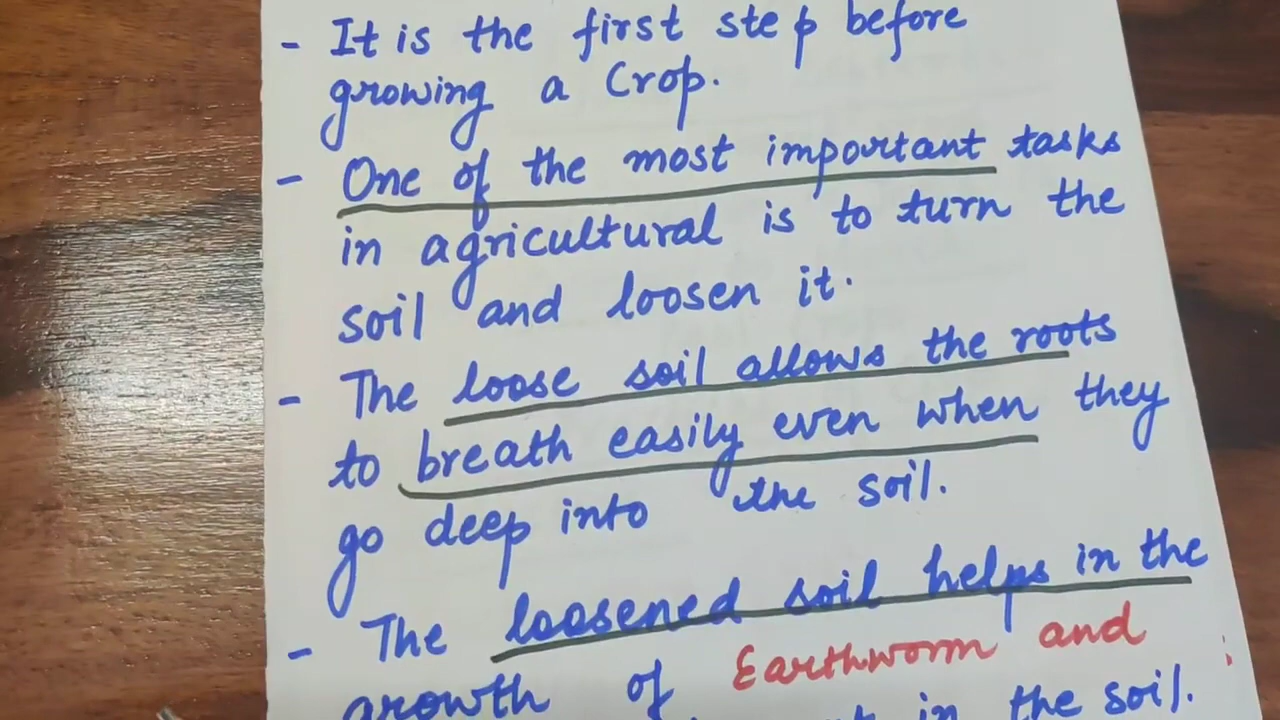 - It is the first step before
growing a Crop.
- One of the most important tasks
in agricultural is to turn the
soil and loosen it.
- The loose soil allows the roots
to breath easily even when they
go deep into the soil.
- The loosened soil helps in the
growth of Earthworm and
in the soil.